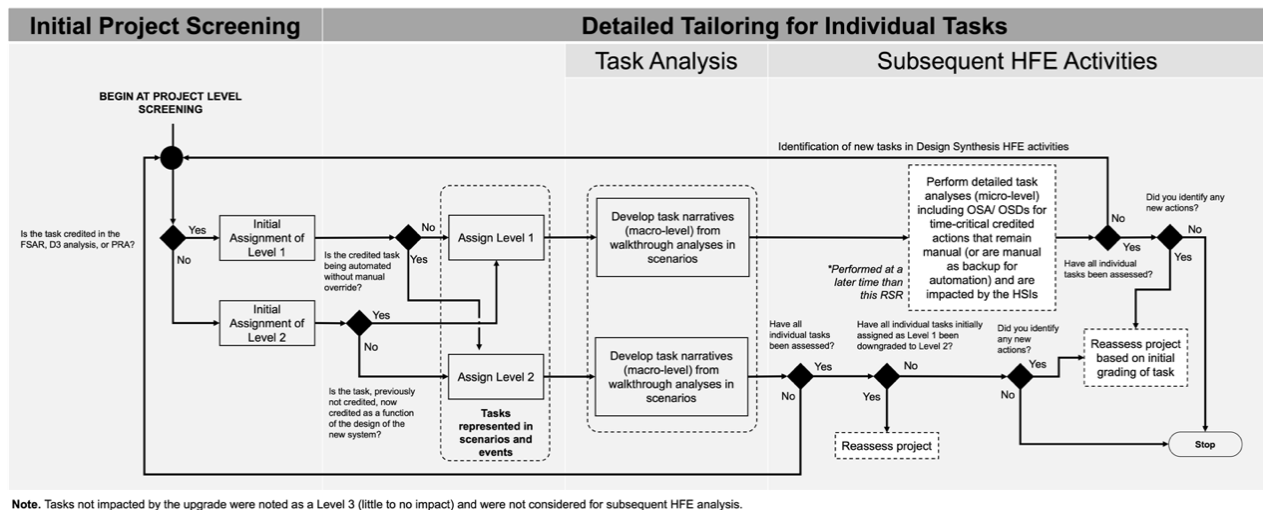 Initial Project Screening
Detailed Tailoring for Individual Tasks
Task Analysis
Subsequent HFE Activities
BEGIN AT PROJECT LEVEL
SCREENING
Identification of new tasks in Design Synthesis HFE activities
Is the task credited in the
FSAR, D3 analysis, or PRA?
Yes
No
Initial
Assignment of
Level 1
Initial
Assignment of
Level 2
Is the credited task
being automated
without manual
override?
No
Yes
Yes
No
Is the task, previously
not credited, now
credited as a function
of the design of the
new system?
Assign Level 1
Assign Level 2
Tasks
represented in
scenarios and
events
Develop task narratives
(macro-level) from
walkthrough analyses in
scenarios
Develop task narratives
(macro-level) from
walkthrough analyses in
scenarios
*Performed at a
later time than
this RSR
Perform detailed task
analyses (micro-level)
including OSA/ OSDs for
time-critical credited
actions that remain
manual (or are manual
as backup for
automation) and are
impacted by the HSIs
No
Yes
Have all individual
tasks been assessed?
Did you identify any
new actions?
No
Yes
Have all
individual tasks
been assessed?
Yes
No
Have all individual tasks initially
assigned as Level 1 been
downgraded to Level 2?
No
Yes
Reassess project
Did you identify
any new
actions?
Yes
No
Reassess project
based on initial
grading of task
Stop
Note. Tasks not impacted by the upgrade were noted as a Level 3 (little to no impact) and were not considered for subsequent HFE analysis.